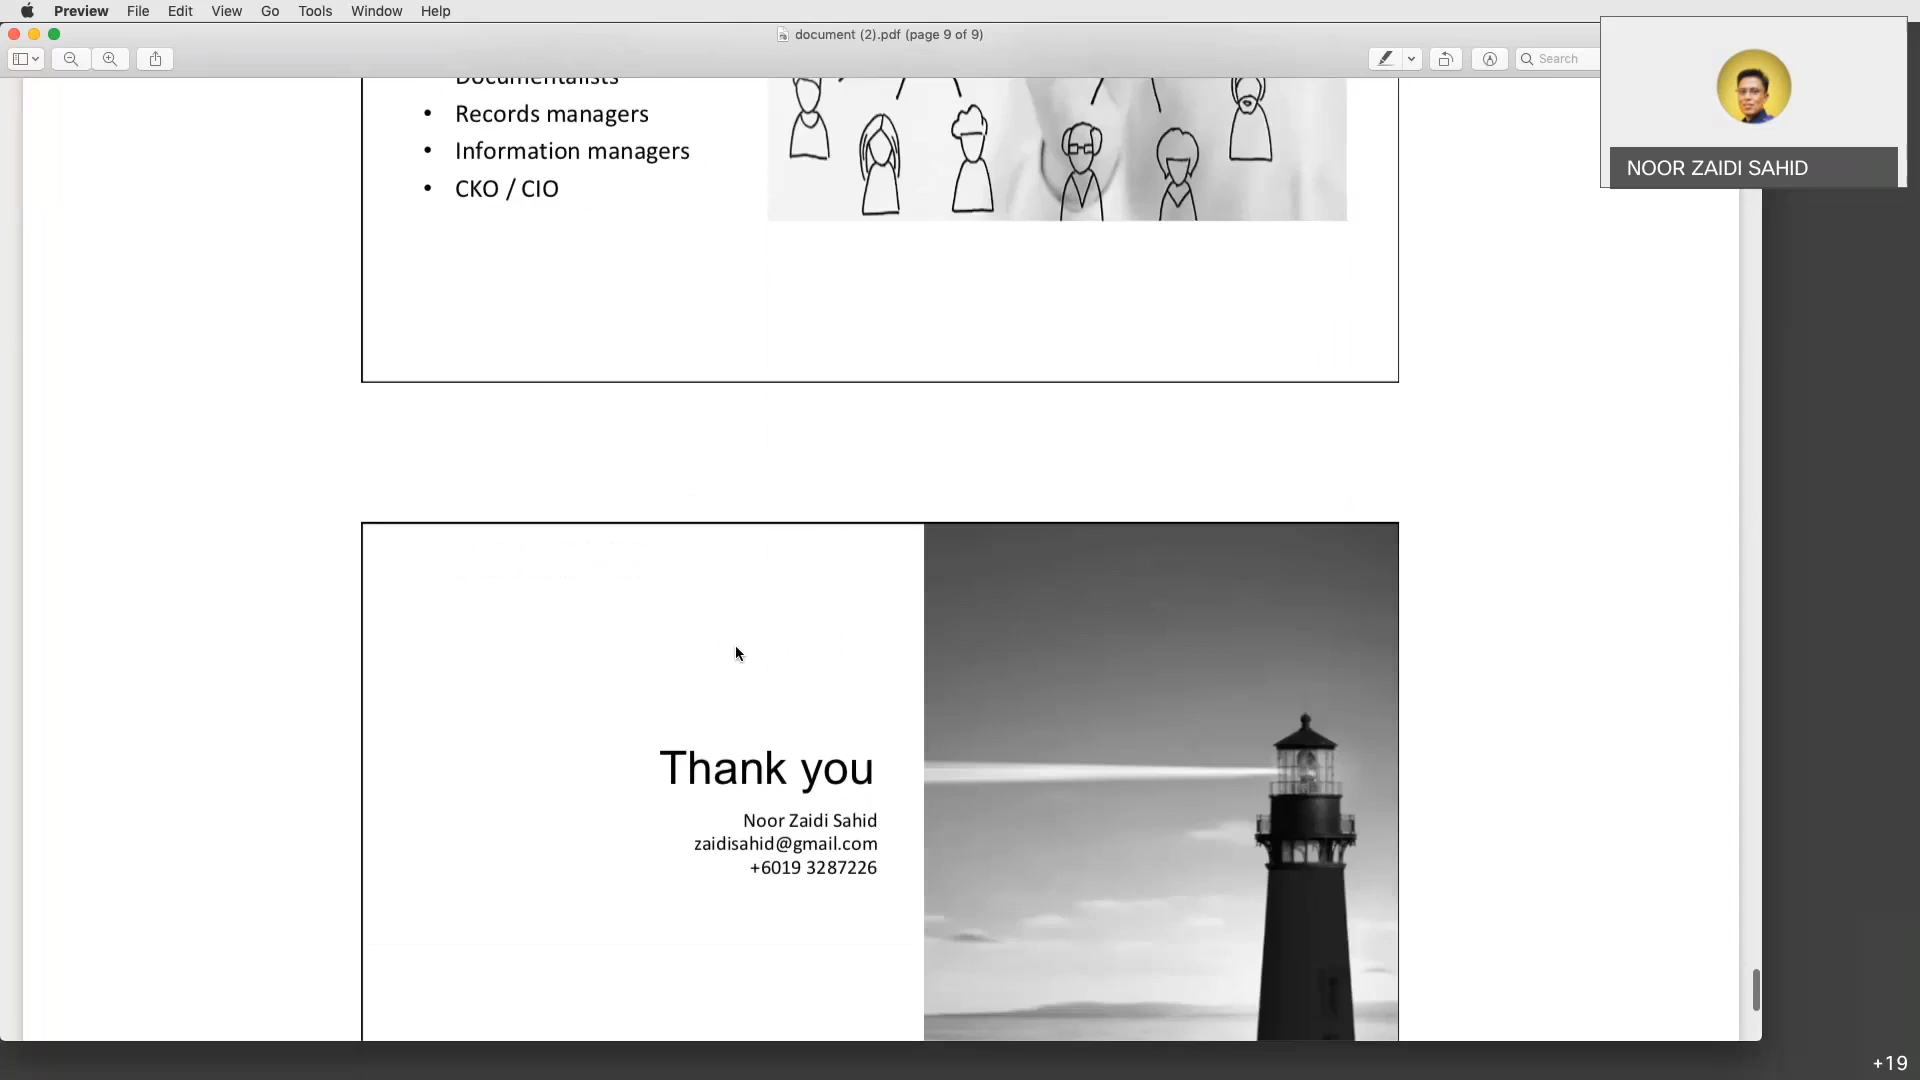 Preview File Edit View Go Tools Window Help
document (2).pdf (page 9 of 9)
Search
NOOR ZAIDI SAHID
Documentalists
• Records managers
• Information managers
• CKO / CIO
Thank you
Noor Zaidi Sahid
zaidisahid@gmail.com
+6019 3287226
+19